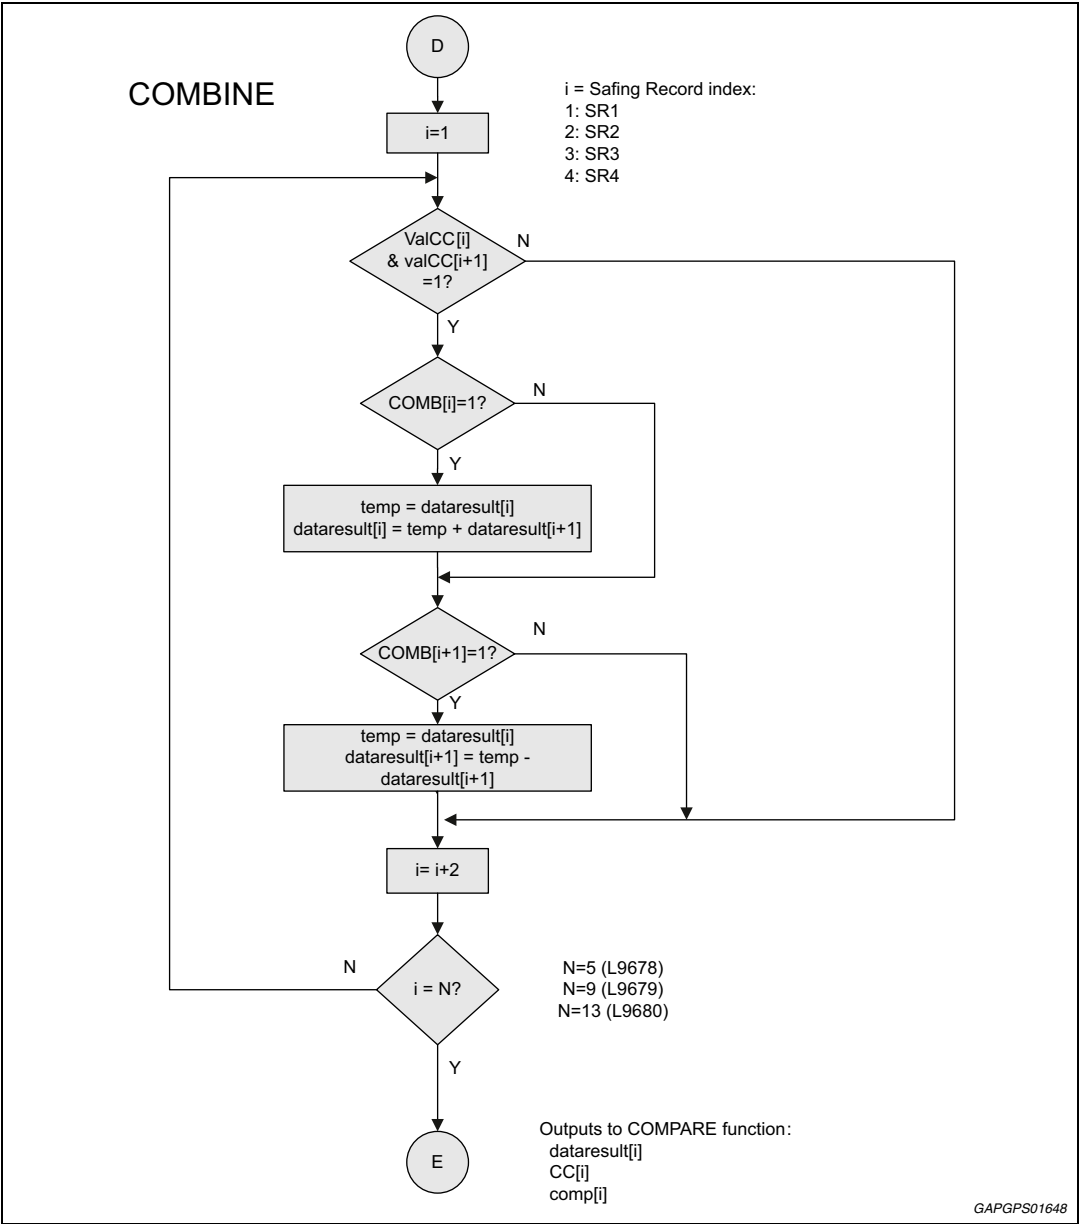 D
COMBINE
i = Safing Record index:
1: SR1
2: SR2
3: SR3
4: SR4
i=1
ValCC[i]
& valCC[i+1]
=1?
N
Y
COMB[i]=1?
N
Y
temp = dataresult[i]
dataresult[i] = temp + dataresult[i+1]
COMB[i+1]=1?
N
Y
temp = dataresult[i]
dataresult[i+1] = temp -
dataresult[i+1]
i= i+2
i = N?
N
N=5 (L9678)
N=9 (L9679)
N=13 (L9680)
Y
E
Outputs to COMPARE function:
dataresult[i]
CC[i]
comp[i]
GAPGPS01648